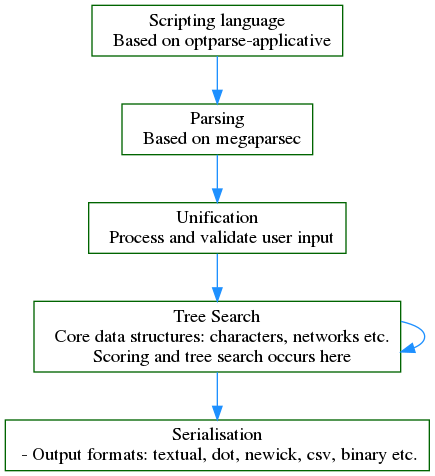 Scripting language
Based on optparse-applicative
Parsing
Based on megaparsec
Unification
Process and validate user input
Tree Search
Core data structures: characters, networks etc.
Scoring and tree search occurs here
Serialisation
- Output formats: textual, dot, newick, csv, binary etc.